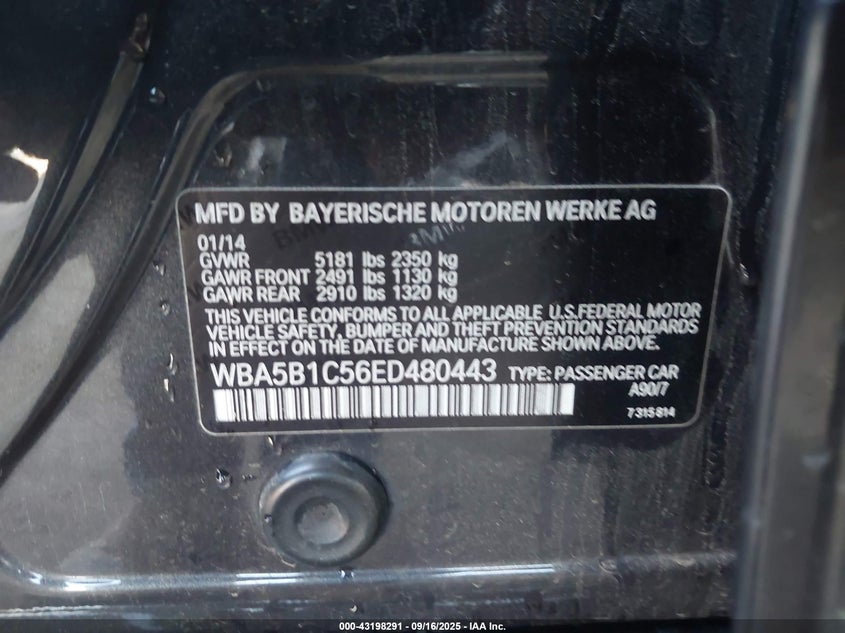 MFD BY BAYERISCHE MOTOREN WERKE AG
01/14
GVWR 5181 lbs 2350 kg
GAWR FRONT 2491 lbs 1130 kg
GAWR REAR 2910 lbs 1320 kg
THIS VEHICLE CONFORMS TO ALL APPLICABLE U.S.FEDERAL MOTOR
VEHICLE SAFETY, BUMPER AND THEFT PREVENTION STANDARDS
IN EFFECT ON THE DATE OF MANUFACTURE SHOWN ABOVE.
WBA5B1C56ED480443 TYPE: PASSENGER CAR
A90/7
7315814
000-43198291 - 09/16/2025 - IAA Inc.